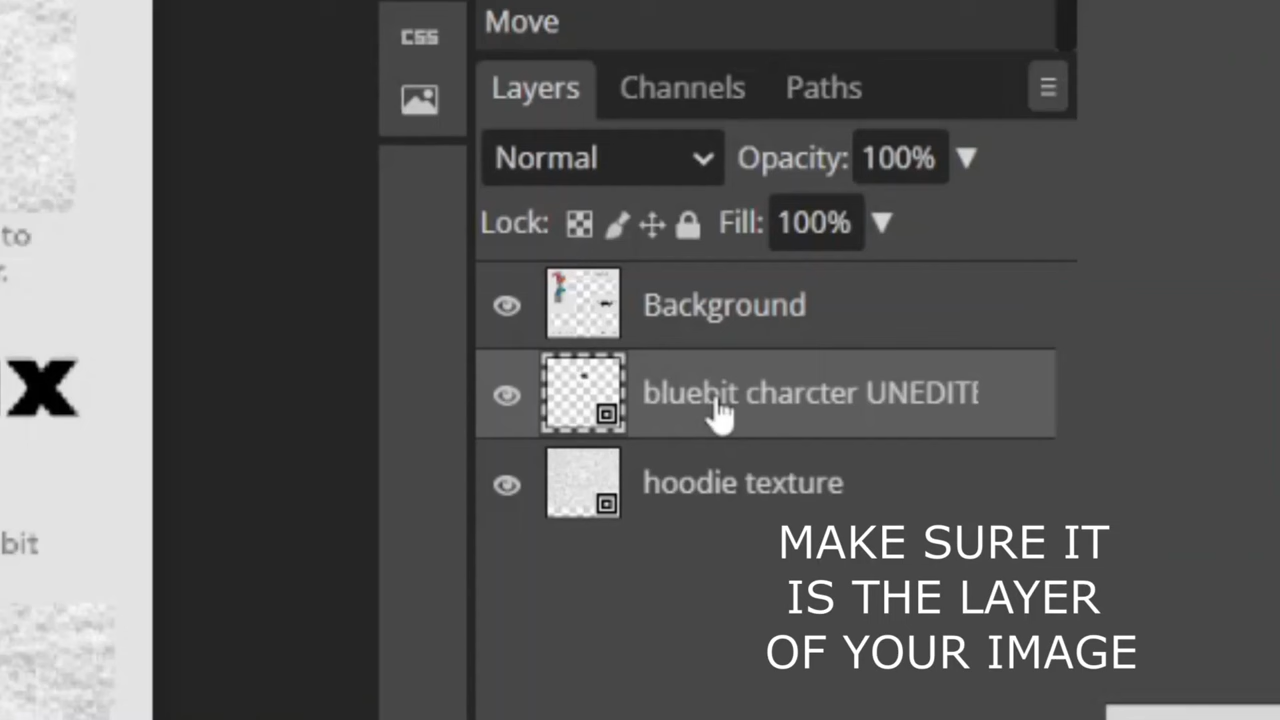 Move
CSS
Layers Channels Paths
Normal Opacity: 100%
Lock: Fill: 100%
to
r.
Background
x
bluebit charcter UNEDITE
hoodie texture
bit
MAKE SURE IT
IS THE LAYER
OF YOUR IMAGE